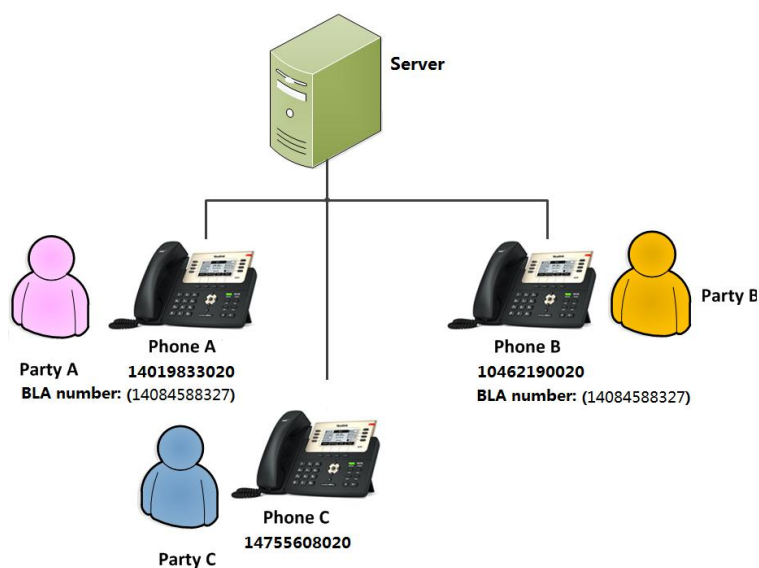 Server
Party A
Phone A
14019833020
BLA number: (14084588327)
Phone B
10462190020
BLA number: (14084588327)
Party B
Party C
Phone C
14755608020